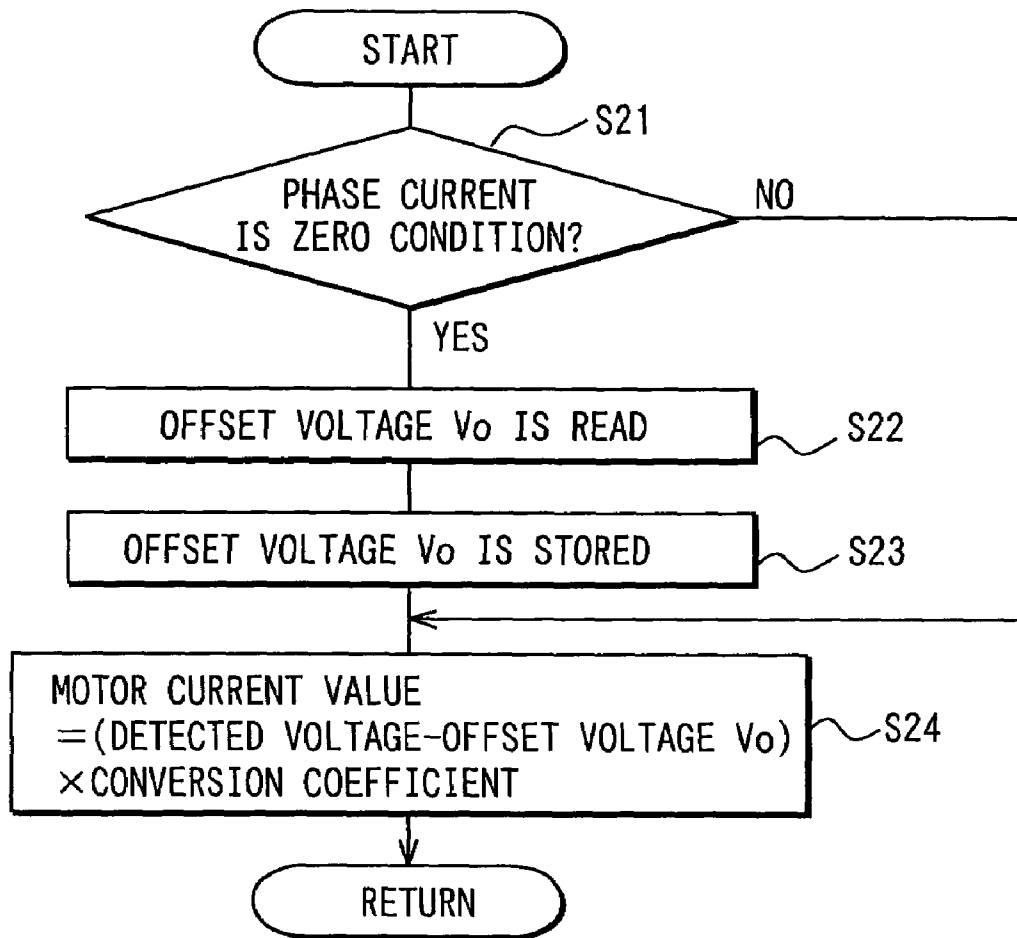 START
S21
PHASE CURRENT
IS ZERO CONDITION?
NO
YES
OFFSET VOLTAGE Vo IS READ
S22
OFFSET VOLTAGE Vo IS STORED
S23
MOTOR CURRENT VALUE
=(DETECTED VOLTAGE-OFFSET VOLTAGE Vo)
×CONVERSION COEFFICIENT
S24
RETURN